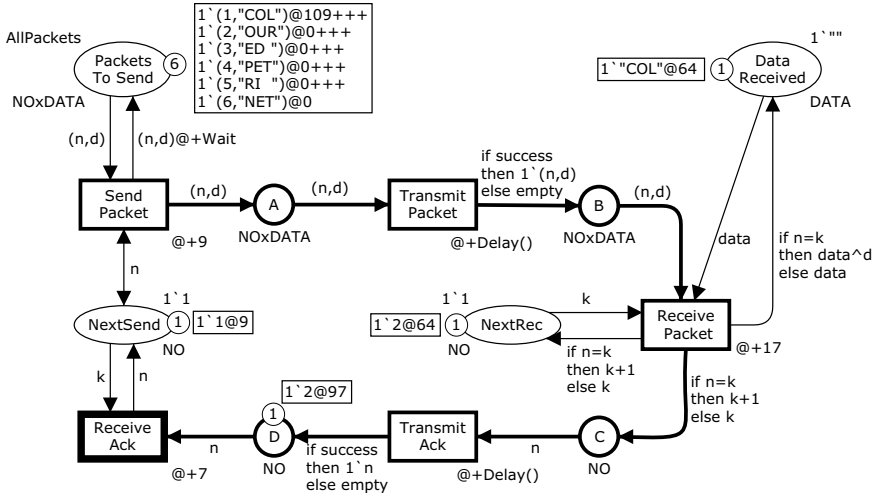 AllPackets
Packets
To Send
6
NOxDATA
1`(1,"COL")@109+++
1`(2,"OUR")@0+++
1`(3,"ED ")@0+++
1`(4,"PET")@0+++
1`(5,"RI  ")@0+++
1`(6,"NET")@0
1`""
1`"COL"@64
1
Data
Received
DATA
(n,d)
(n,d)@+Wait
Send
Packet
@+9
(n,d)
A
NOxDATA
(n,d)
Transmit
Packet
@+Delay()
if success
then 1`(n,d)
else empty
B
NOxDATA
(n,d)
data
if n=k
then data^d
else data
n
1`1
NextSend
1
1`1@9
NO
1`1
1`2@64
1
NextRec
NO
k
if n=k
then k+1
else k
Receive
Packet
@+17
k
n
if n=k
then k+1
else k
Receive
Ack
@+7
n
1`2@97
1
D
NO
if success
then 1`n
else empty
Transmit
Ack
@+Delay()
n
C
NO